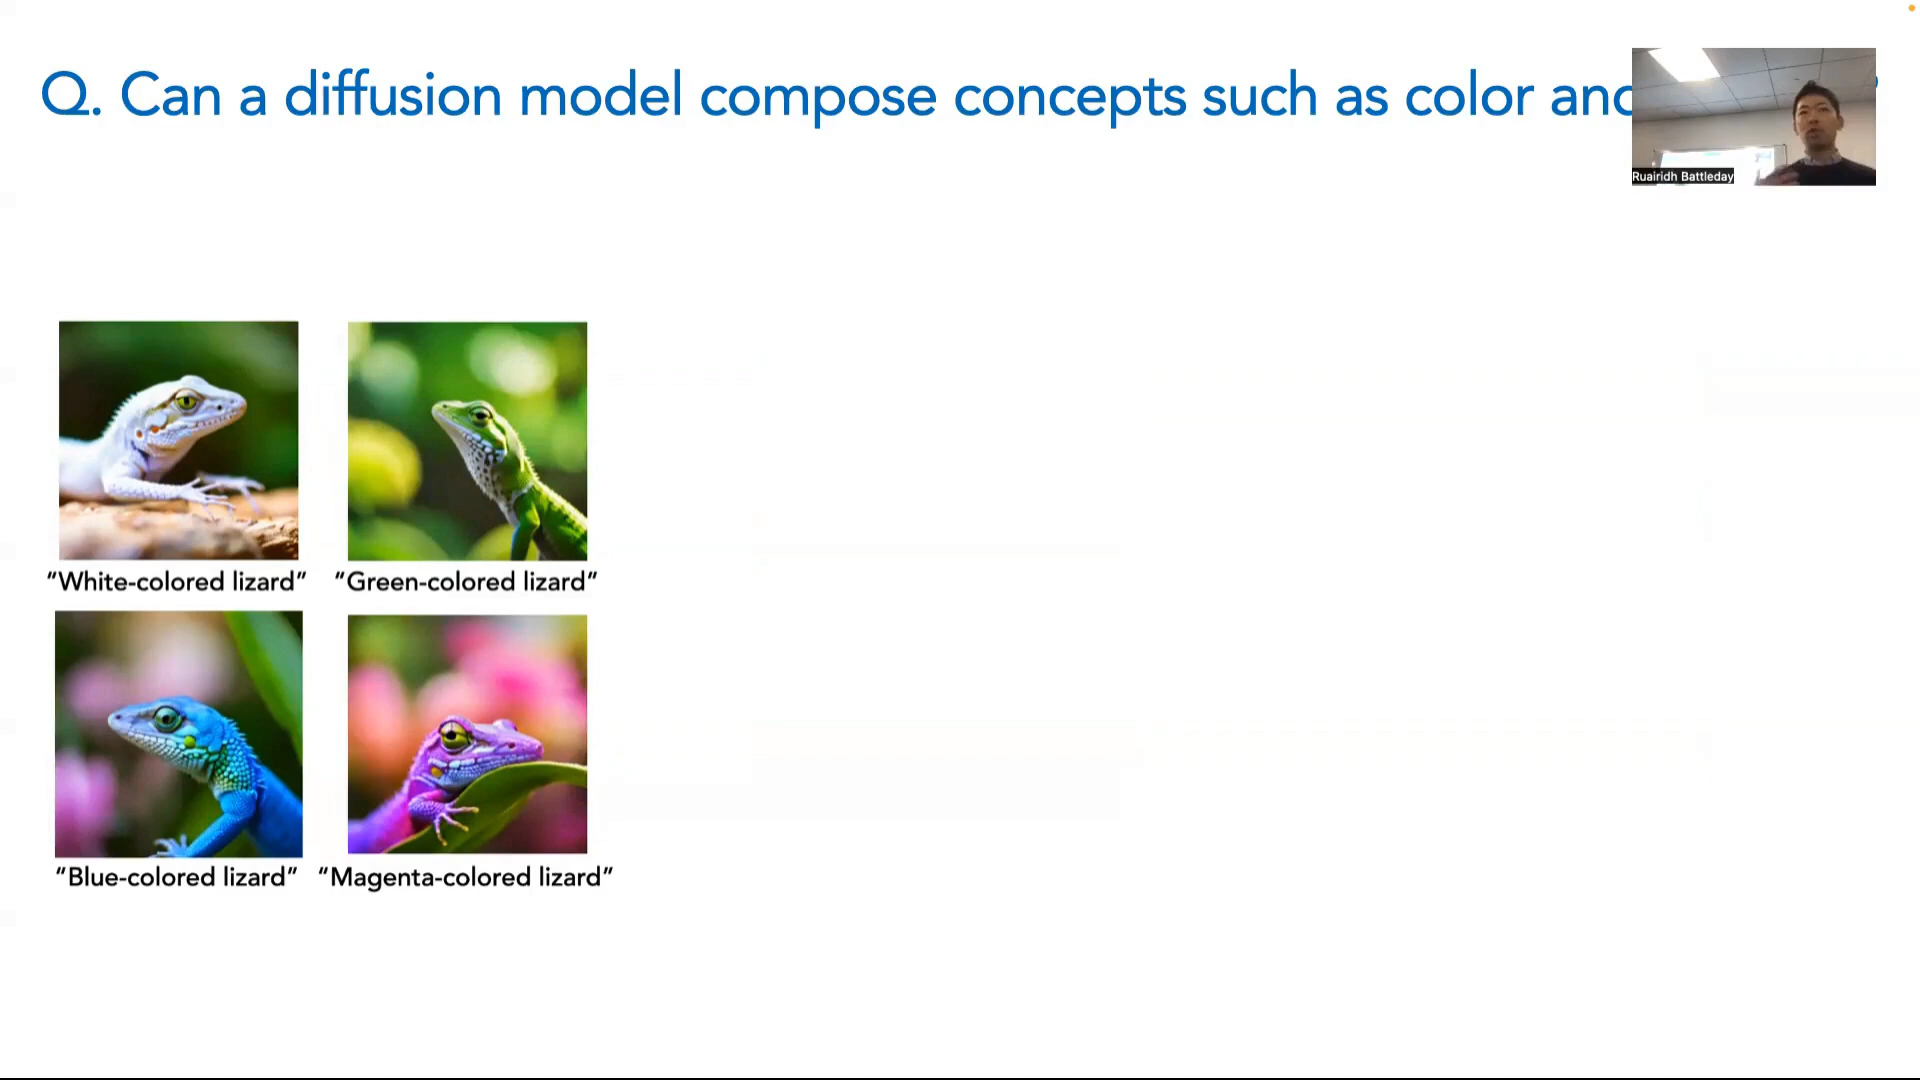 Q. Can a diffusion model compose concepts such as color and
Ruairidh Battleday
“White-colored lizard” “Green-colored lizard”
“Blue-colored lizard” “Magenta-colored lizard”